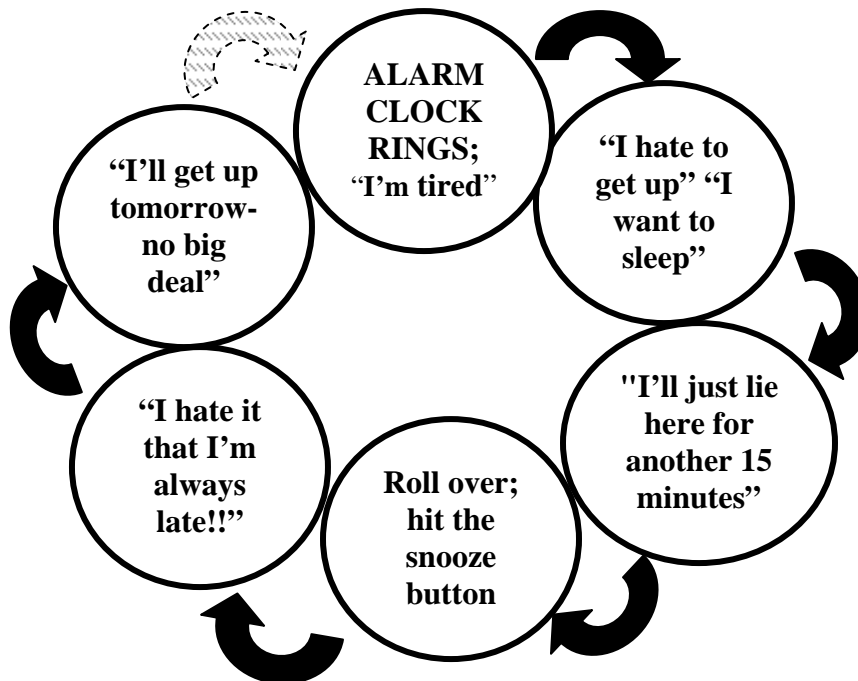 ALARM
CLOCK
RINGS;
“I’m tired”
“I hate to
get up” “I
want to
sleep”
"I’ll just lie
here for
another 15
minutes”
Roll over;
hit the
snooze
button
“I hate it
that I’m
always
late!!”
“I’ll get up
tomorrow-
no big
deal”